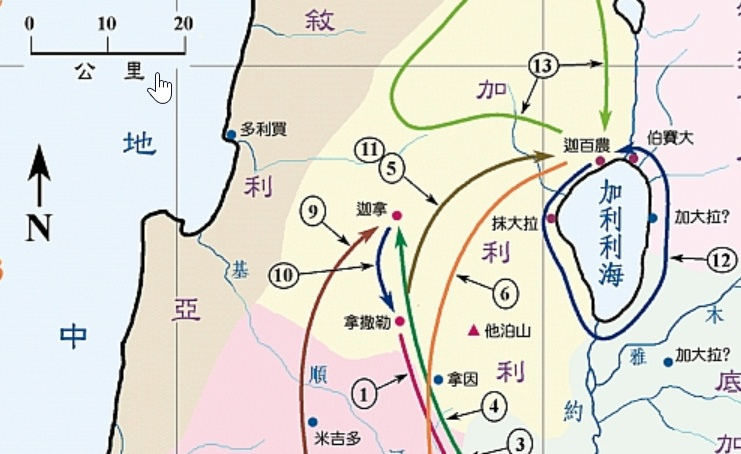 0 10 20
公里
敘
利
亞
地
中
N
多利買
加
利
利
13
迦百農
伯賽大
11
5
迦拿
9
抹大拉
加利利海
加大拉?
12
10
基
順
6
拿撒勒
他泊山
雅
木
加大拉?
底
1
拿因
4
約
米吉多
3
加